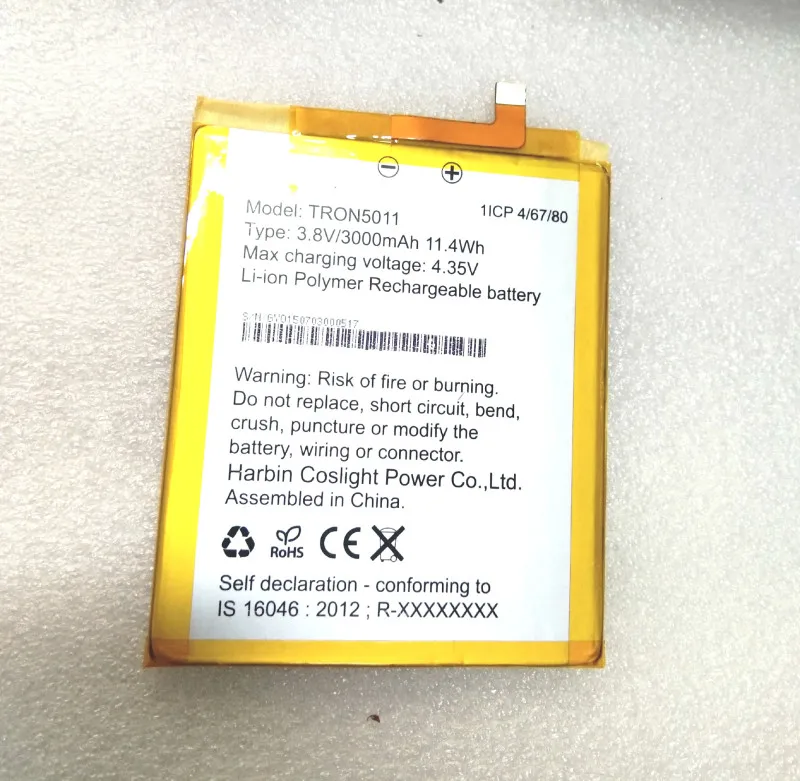 Model: TRON5011
1ICP 4/67/80
Type: 3.8V/3000mAh 11.4Wh
Max charging voltage: 4.35V
Li-ion Polymer Rechargeable battery
S/N 6Y0150703000517
Warning: Risk of fire or burning.
Do not replace, short circuit, bend,
crush, puncture or modify the
battery, wiring or connector.
Harbin Coslight Power Co.,Ltd.
Assembled in China.
RoHS CE
Self declaration - conforming to
IS 16046 : 2012 ; R-XXXXXXXX